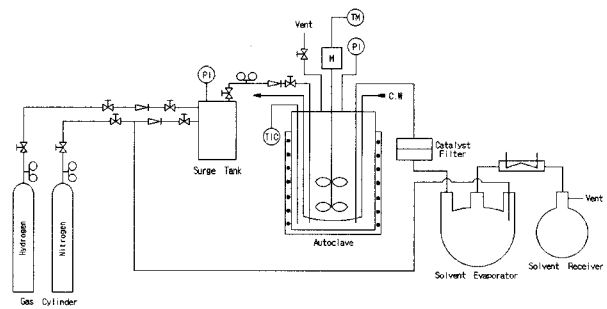 TM
Vent
M
PI
PI
C.W
TIC
Catalyst
Filter
Surge Tank
Hydrogen
Nitrogen
Vent
Autoclave
Solvent Evaporator
Solvent Receiver
Gas Cylinder